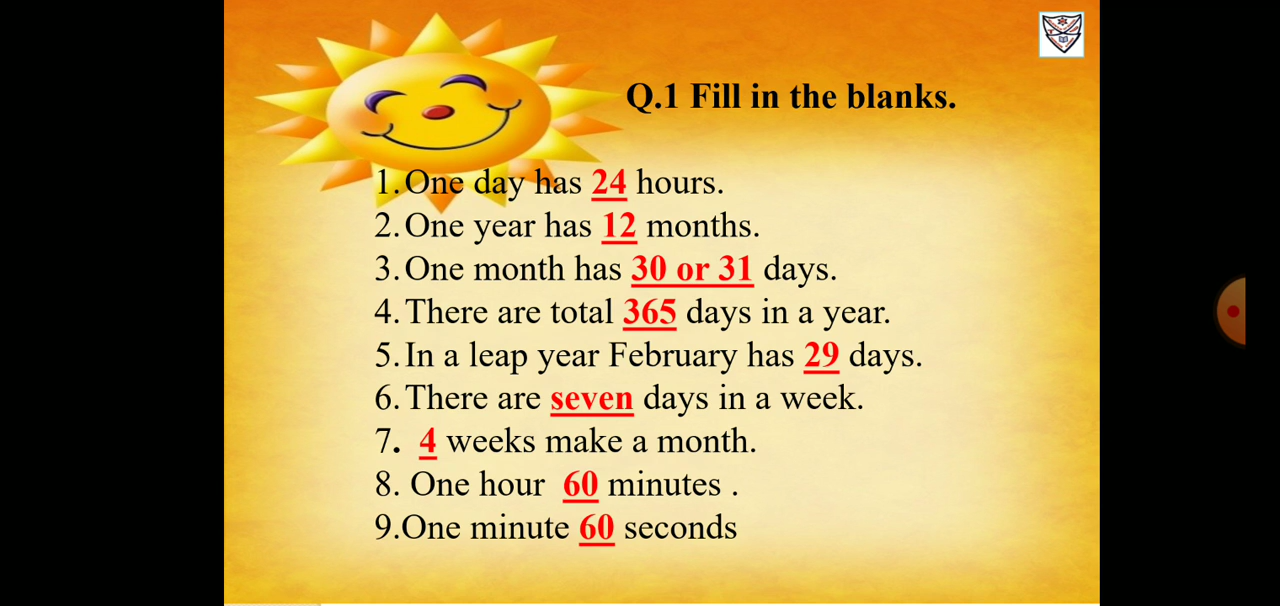 Q.1 Fill in the blanks.
1.One day has 24 hours.
2.One year has 12 months.
3.One month has 30 or 31 days.
4.There are total 365 days in a year.
5.In a leap year February has 29 days.
6.There are seven days in a week.
7. 4 weeks make a month.
8. One hour 60 minutes .
9.One minute 60 seconds